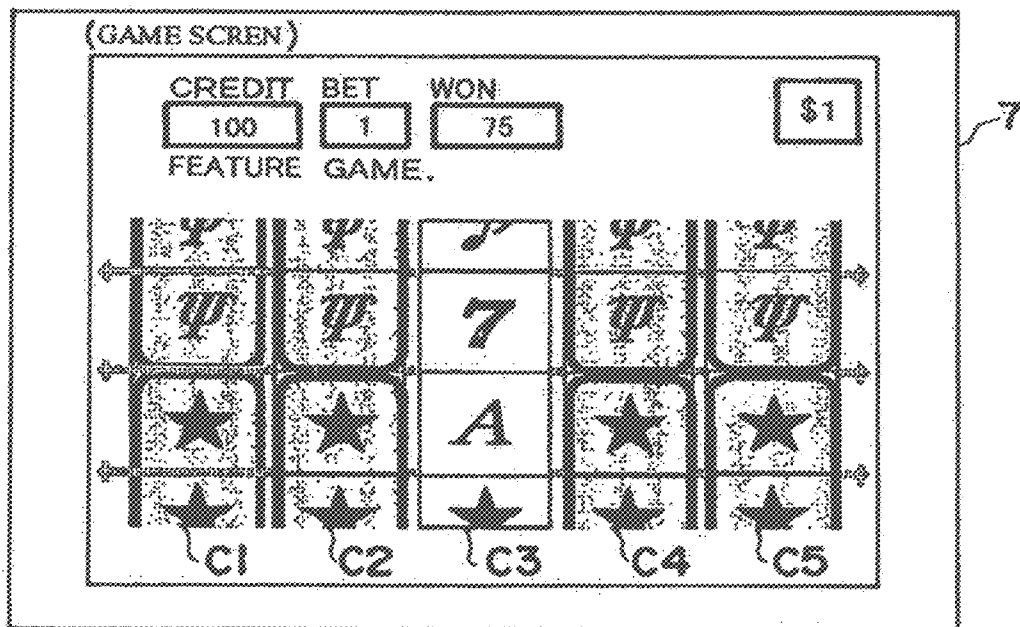 (GAME SCREN)
CREDIT BET WON
100 1 75 $1
FEATURE GAME.
7
7
A
C1 C2 C3 C4 C5